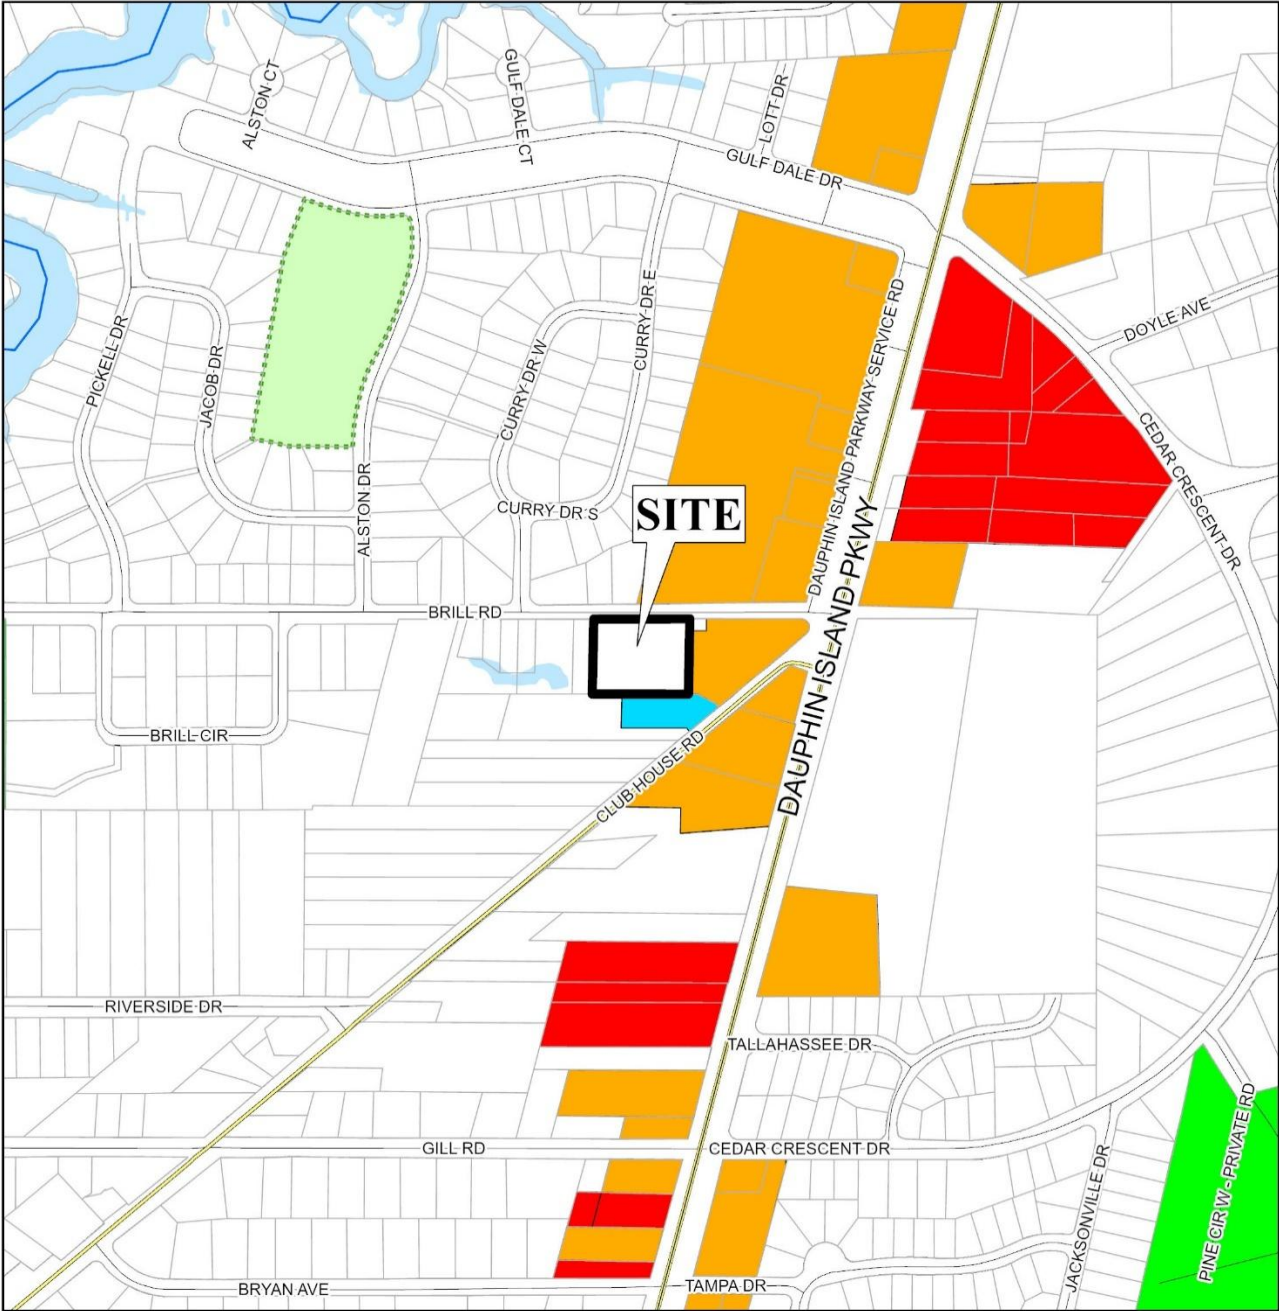 ALSTON CT
GULF DALE CT
LOTT DR
GULF DALE DR
PICKELL DR
JACOB DR
CURRY DR W
CURRY DR E
DAUPHIN ISLAND PARKWAY SERVICE RD
DOYLE AVE
CEDAR CRESCENT DR
ALSTON DR
CURRY DR S
SITE
BRILL RD
DAUPHIN ISLAND PKWY
BRILL CIR
CLUB HOUSE RD
RIVERSIDE DR
TALLAHASSEE DR
GILL RD
CEDAR CRESCENT DR
JACKSONVILLE DR
PINE CIR W - PRIVATE RD
BRYAN AVE
TAMPA DR